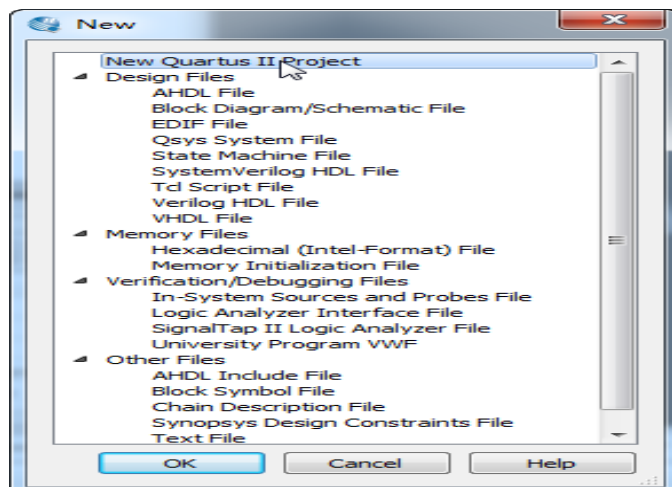 New
New Quartus II Project
Design Files
AHDL File
Block Diagram/Schematic File
EDIF File
Qsys System File
State Machine File
SystemVerilog HDL File
Tcl Script File
Verilog HDL File
VHDL File
Memory Files
Hexadecimal (Intel-Format) File
Memory Initialization File
Verification/Debugging Files
In-System Sources and Probes File
Logic Analyzer Interface File
SignalTap II Logic Analyzer File
University Program VWF
Other Files
AHDL Include File
Block Symbol File
Chain Description File
Synopsys Design Constraints File
Text File
OK Cancel Help